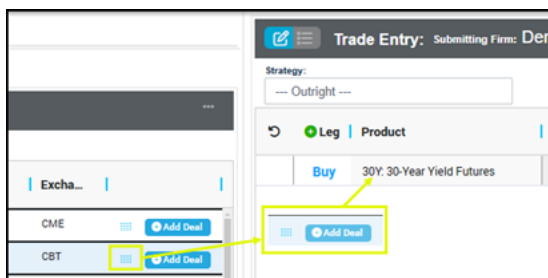 Trade Entry: Submitting Firm: Der
Strategy:
--- Outright ---
...
Leg Product
Excha...
Buy 30Y: 30-Year Yield Futures
CME Add Deal
Add Deal
CBT Add Deal